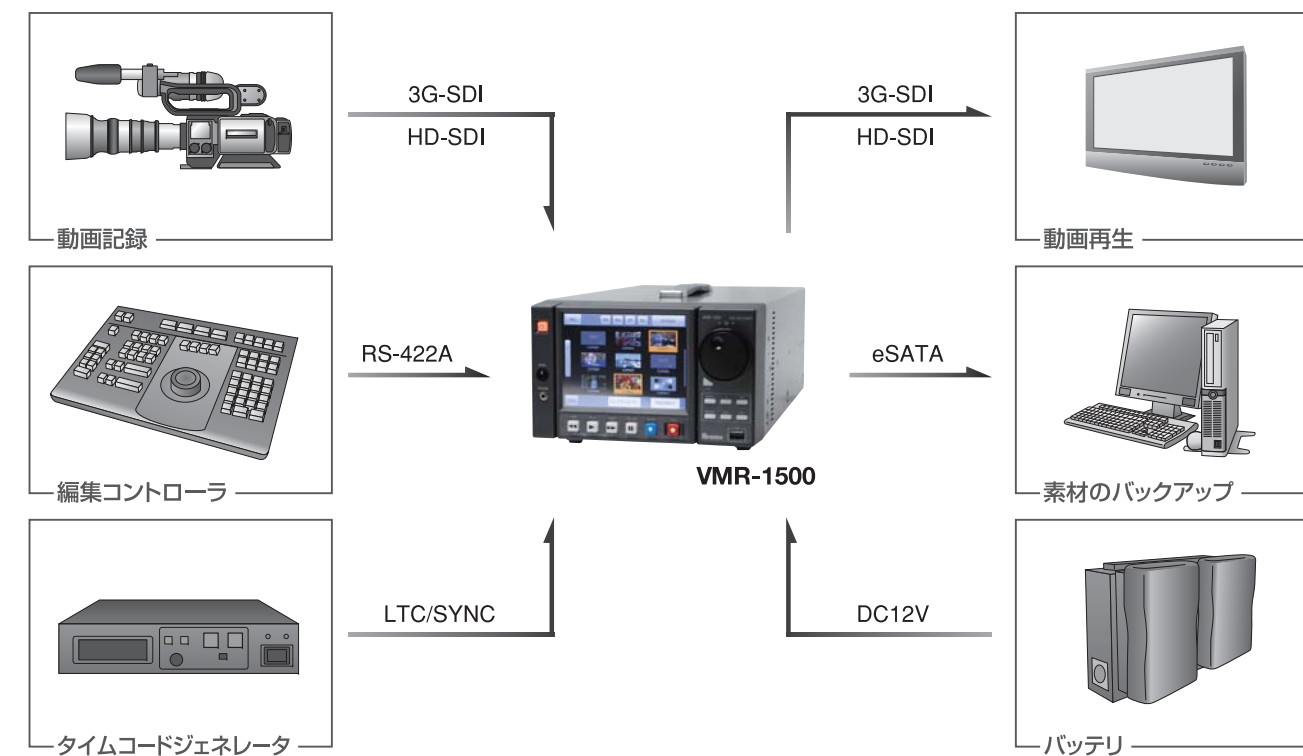 3G-SDI
HD-SDI
動画記録
3G-SDI
HD-SDI
動画再生
RS-422A
編集コントローラ
VMR-1500
eSATA
素材のバックアップ
LTC/SYNC
タイムコードジェネレータ
DC12V
バッテリ